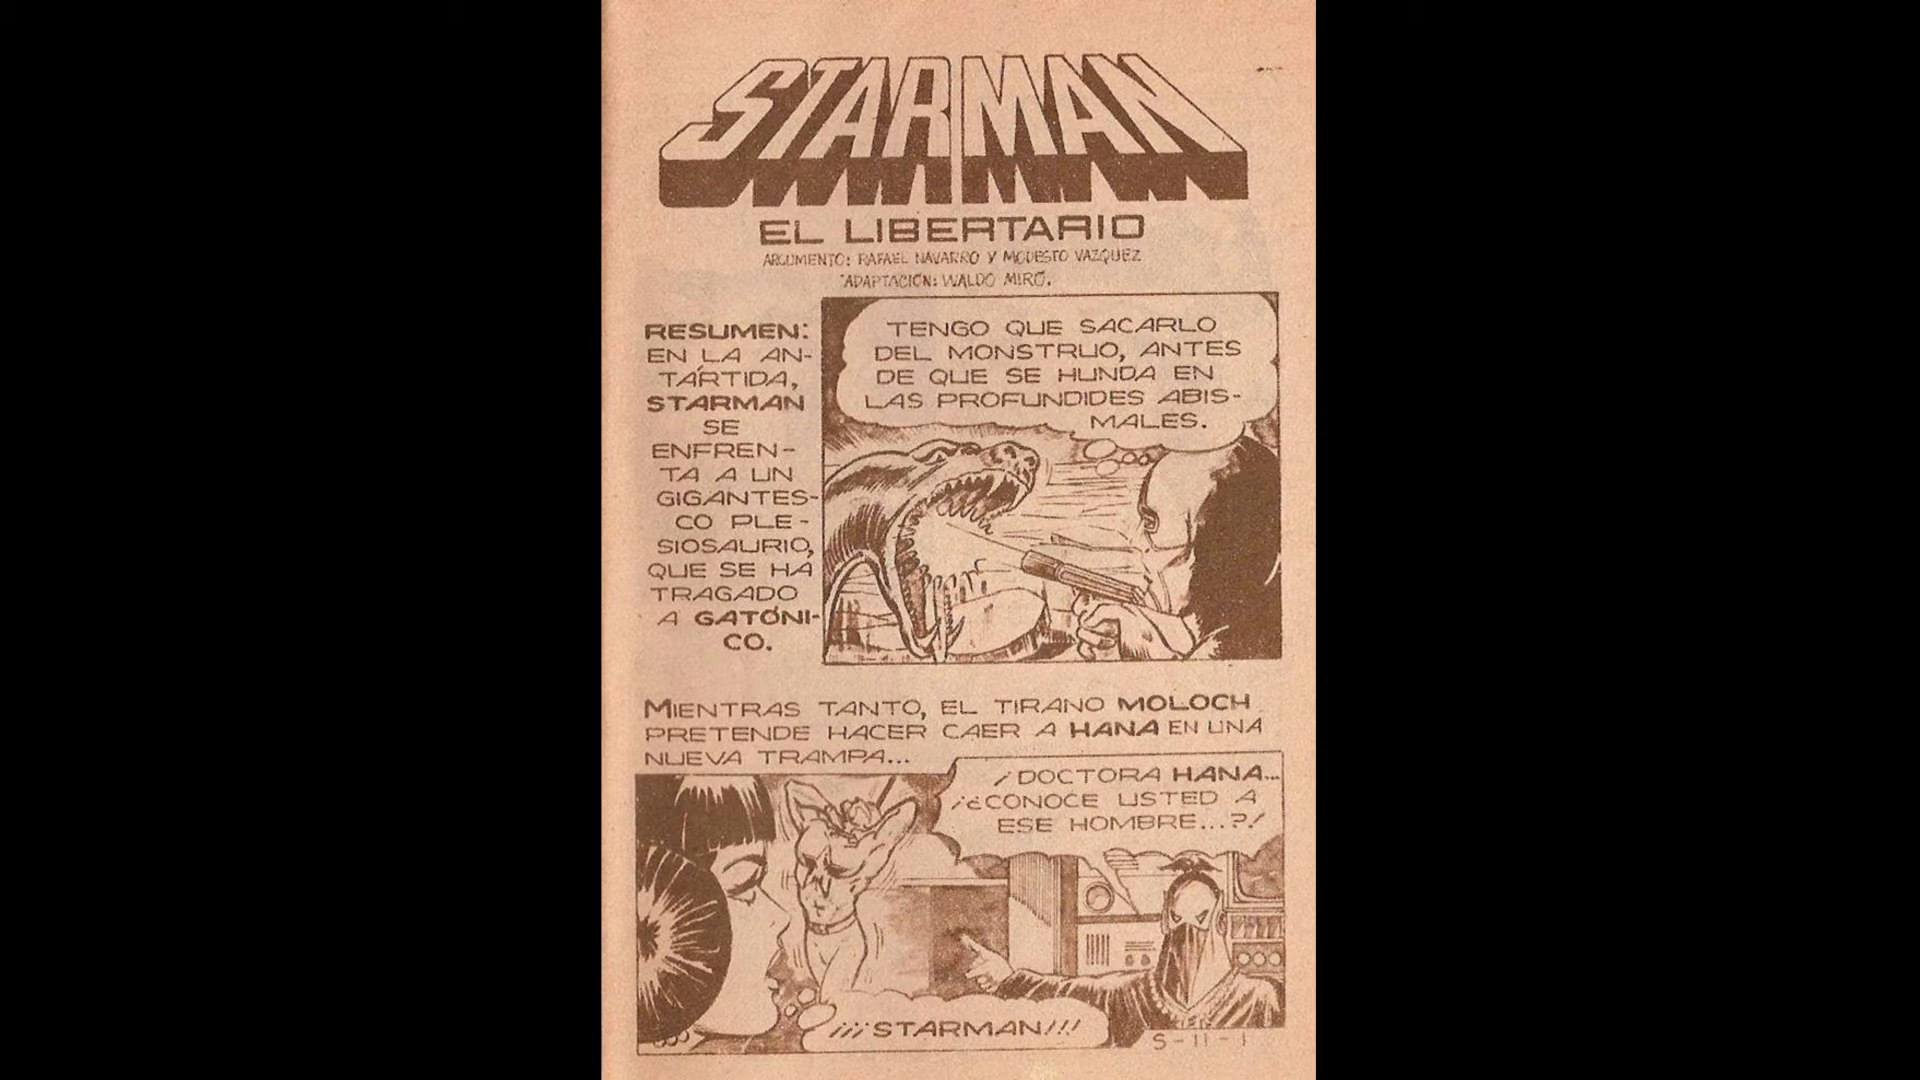 STARMAN
EL LIBERTARIO
ARGUMENTO: RAFAEL NAVARRO Y MODESTO VAZQUEZ
ADAPTACIÓN: WALDO MIRÓ.
RESUMEN:
EN LA AN-
TÁRTIDA,
STARMAN
SE
ENFREN-
TA A UN
GIGANTES-
CO PLE-
SIOSAURIO,
QUE SE HA
TRAGADO
A GATÓNI-
CO.
TENGO QUE SACARLO
DEL MONSTRUO, ANTES
DE QUE SE HUNDA EN
LAS PROFUNDIDES ABIS-
MALES.
MIENTRAS TANTO, EL TIRANO MOLOCH
PRETENDE HACER CAER A HANA EN UNA
NUEVA TRAMPA...
¡DOCTORA HANA...
¡¿CONOCE USTED A
ESE HOMBRE...?!
¡¡¡STARMAN!!!
S-11-1